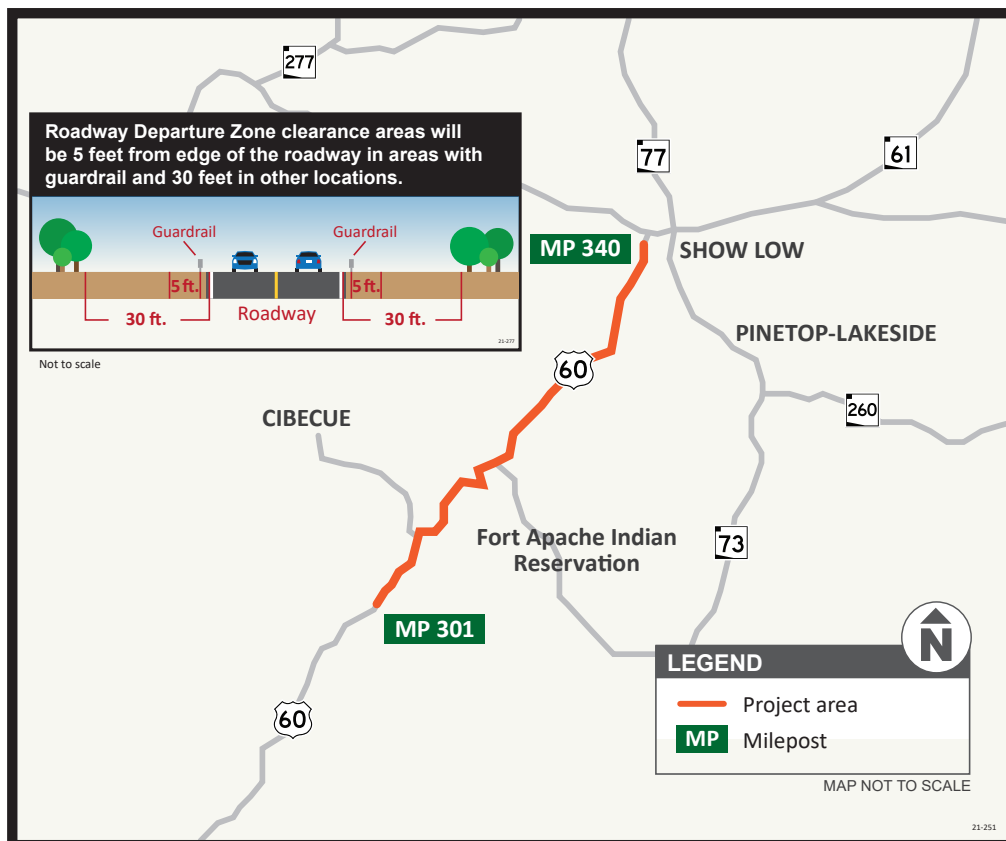 277
Roadway Departure Zone clearance areas will
be 5 feet from edge of the roadway in areas with
guardrail and 30 feet in other locations.
Guardrail
Guardrail
5 ft.
5 ft.
30 ft.
Roadway
30 ft.
21-277
Not to scale
77
61
MP 340
SHOW LOW
PINETOP-LAKESIDE
60
260
CIBECUE
Fort Apache Indian
Reservation
73
MP 301
60
N
LEGEND
Project area
MP
Milepost
MAP NOT TO SCALE
21-251